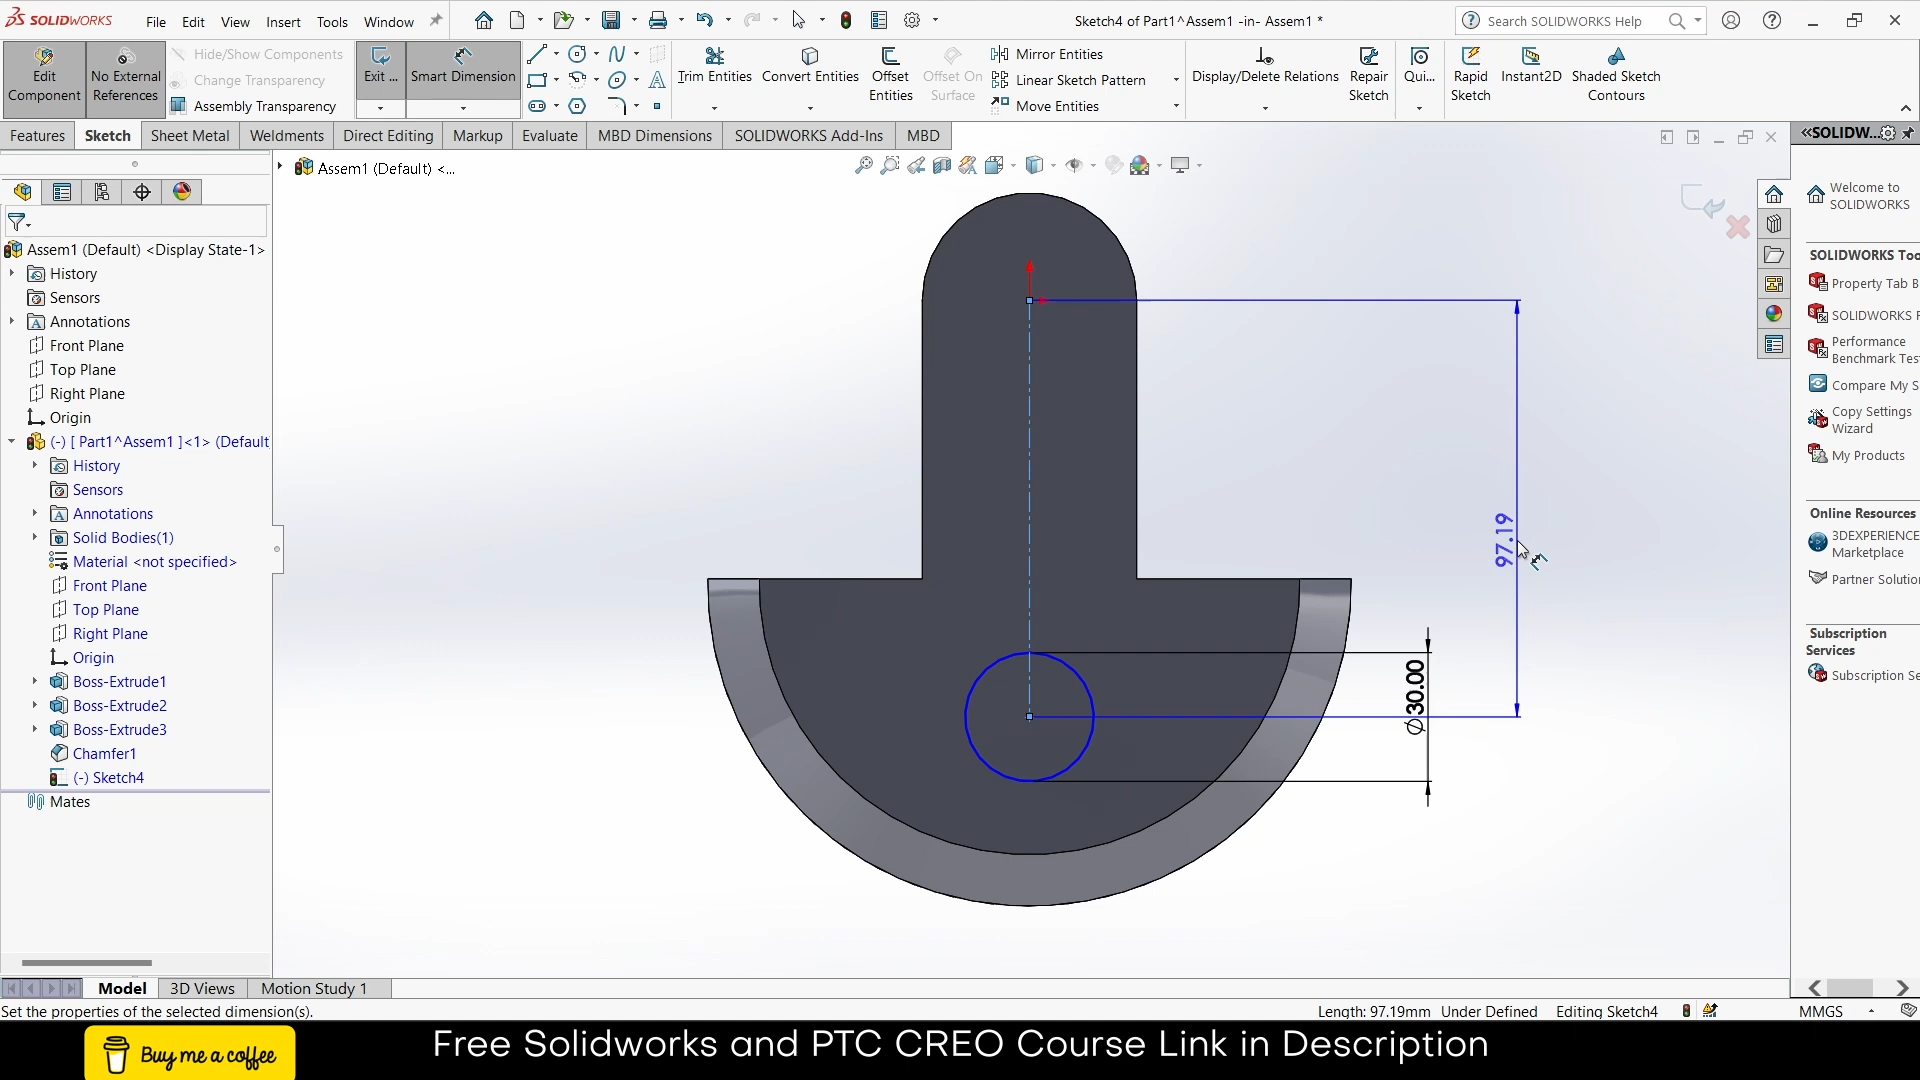 SOLIDWORKS
File Edit View Insert Tools Window
Sketch4 of Part1^Assem1 -in- Assem1 *
Search SOLIDWORKS Help
Edit Component
No External References
Hide/Show Components
Change Transparency
Assembly Transparency
Exit ...
Smart Dimension
Trim Entities
Convert Entities
Offset Entities
Offset On Surface
Mirror Entities
Linear Sketch Pattern
Move Entities
Display/Delete Relations
Repair Sketch
Qui...
Rapid Sketch
Instant2D
Shaded Sketch Contours
Features Sketch Sheet Metal Weldments Direct Editing Markup Evaluate MBD Dimensions SOLIDWORKS Add-Ins MBD
Assem1 (Default) <...
Assem1 (Default) <Display State-1>
History
Sensors
Annotations
Front Plane
Top Plane
Right Plane
Origin
(-) [ Part1^Assem1 ]<1> (Default
History
Sensors
Annotations
Solid Bodies(1)
Material <not specified>
Front Plane
Top Plane
Right Plane
Origin
Boss-Extrude1
Boss-Extrude2
Boss-Extrude3
Chamfer1
(-) Sketch4
Mates
97.19
Ø30.00
SOLIDW...
Welcome to
SOLIDWORKS
SOLIDWORKS Too
Property Tab B
SOLIDWORKS R
Performance
Benchmark Tes
Compare My S
Copy Settings
Wizard
My Products
Online Resources
3DEXPERIENCE
Marketplace
Partner Solutio
Subscription
Services
Subscription Se
Model 3D Views Motion Study 1
Set the properties of the selected dimension(s).
Length: 97.19mm Under Defined Editing Sketch4
MMGS
Buy me a coffee
Free Solidworks and PTC CREO Course Link in Description